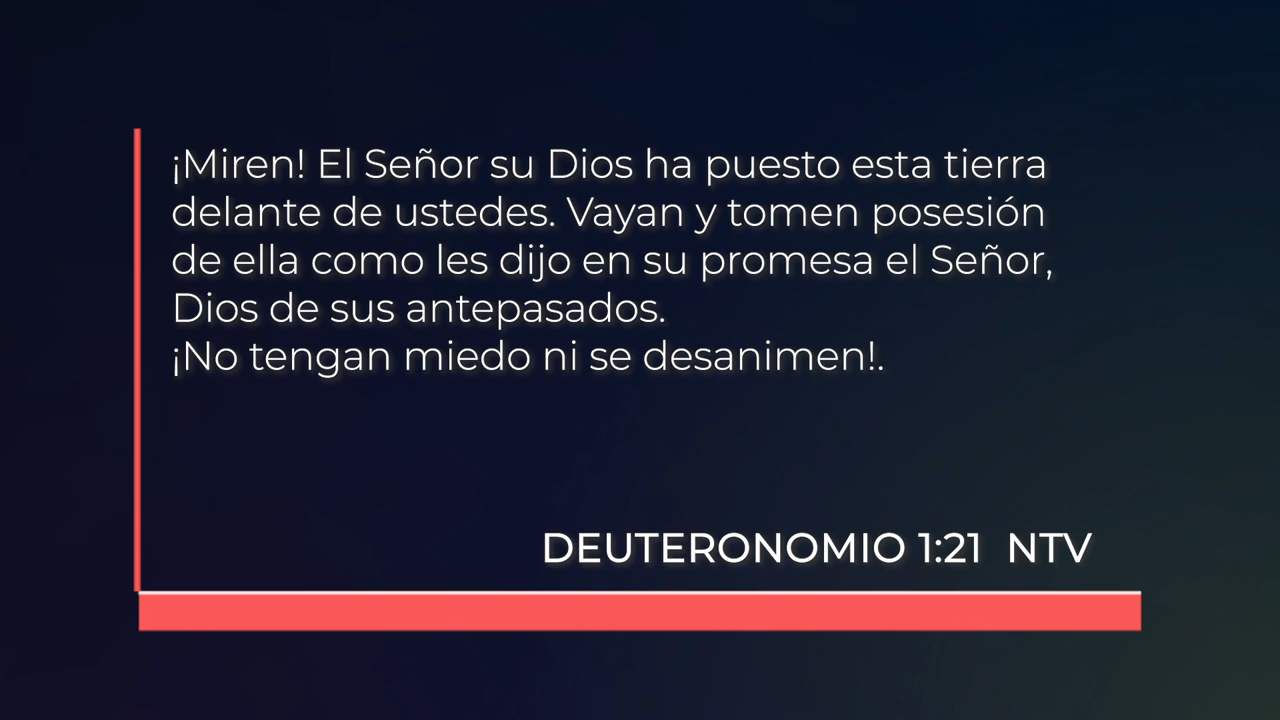 ¡Miren! El Señor su Dios ha puesto esta tierra
delante de ustedes. Vayan y tomen posesión
de ella como les dijo en su promesa el Señor,
Dios de sus antepasados.
¡No tengan miedo ni se desanimen!.
DEUTERONOMIO 1:21 NTV